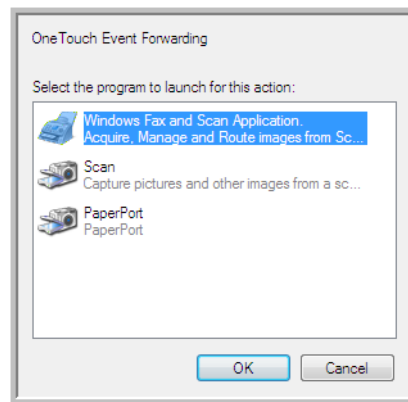 OneTouch Event Forwarding
Select the program to launch for this action:
Windows Fax and Scan Application.
Acquire, Manage and Route images from Sc...
Scan
Capture pictures and other images from a sc...
PaperPort
PaperPort
OK Cancel